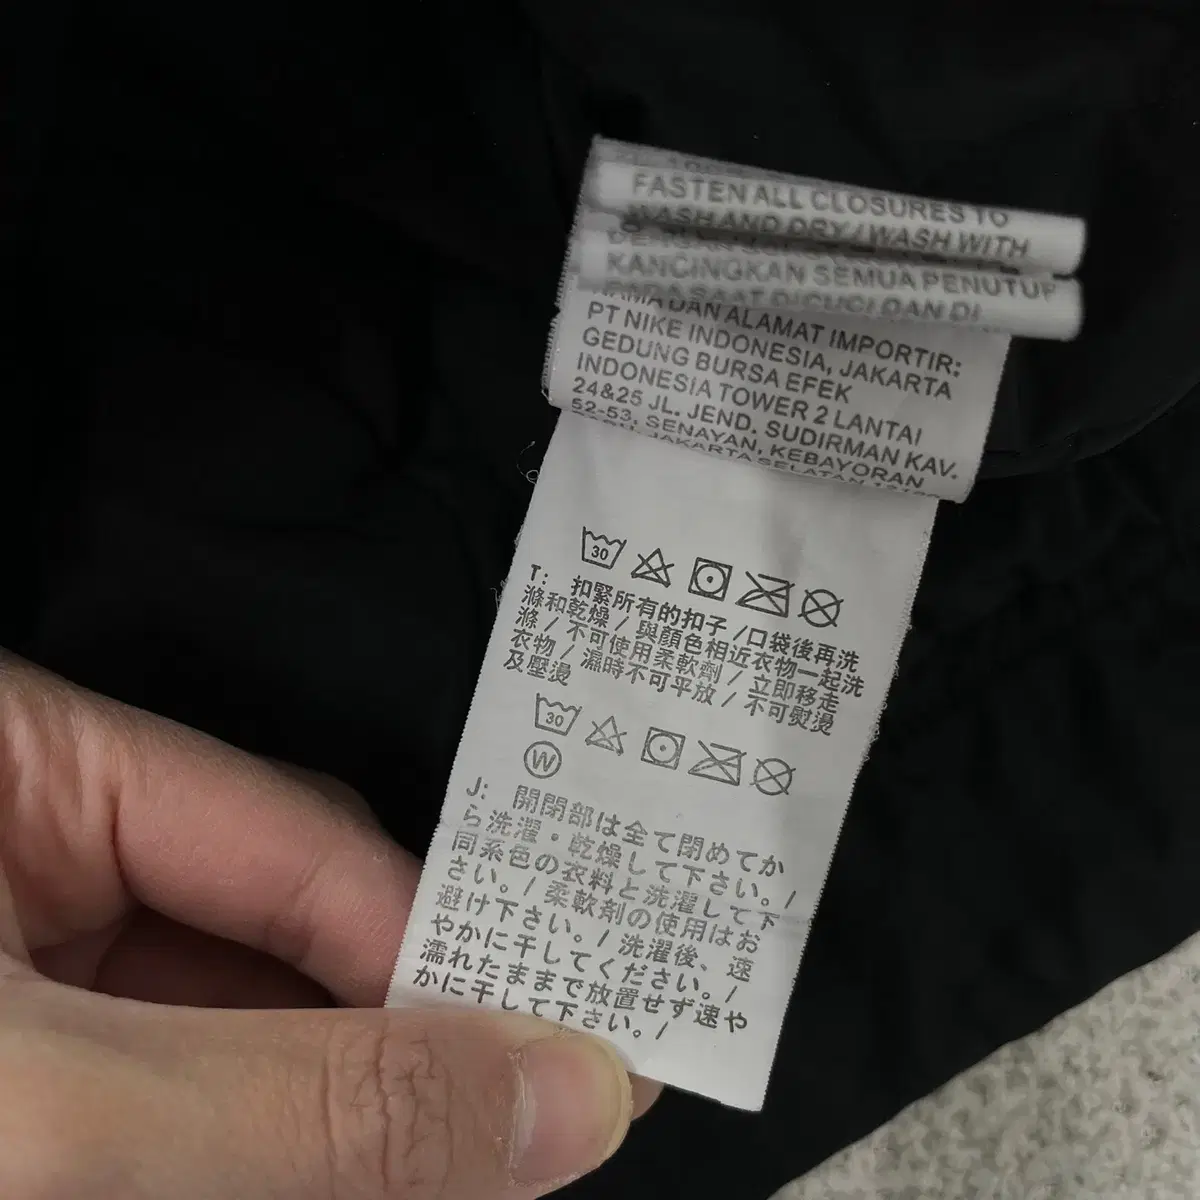 FASTEN ALL CLOSURES TO
WASH AND DRY / WASH WITH
KANCINGKAN SEMUA PENUTUP
PADA SAAT DICUCI DAN DI
NAMA DAN ALAMAT IMPORTIR:
PT NIKE INDONESIA, JAKARTA
GEDUNG BURSA EFEK
INDONESIA TOWER 2 LANTAI
24&25 JL. JEND. SUDIRMAN KAV.
52-53, SENAYAN, KEBAYORAN
JAKARTA SELATAN
30
T: 扣緊所有的扣子 /口袋後再洗
滌和乾燥 / 與顏色相近衣物一起洗
滌 / 不可使用柔軟劑 / 立即移走
衣物 / 濕時不可平放 / 不可熨燙
及壓燙
30
W
J: 開閉部は全て閉めてか
ら洗濯・乾燥して下さい。/
同系色の衣料と洗濯して下
さい。/ 柔軟剤の使用はお
避け下さい。/ 洗濯後、速
やかに干してください。/
濡れたままで放置せず速や
かに干して下さい。/